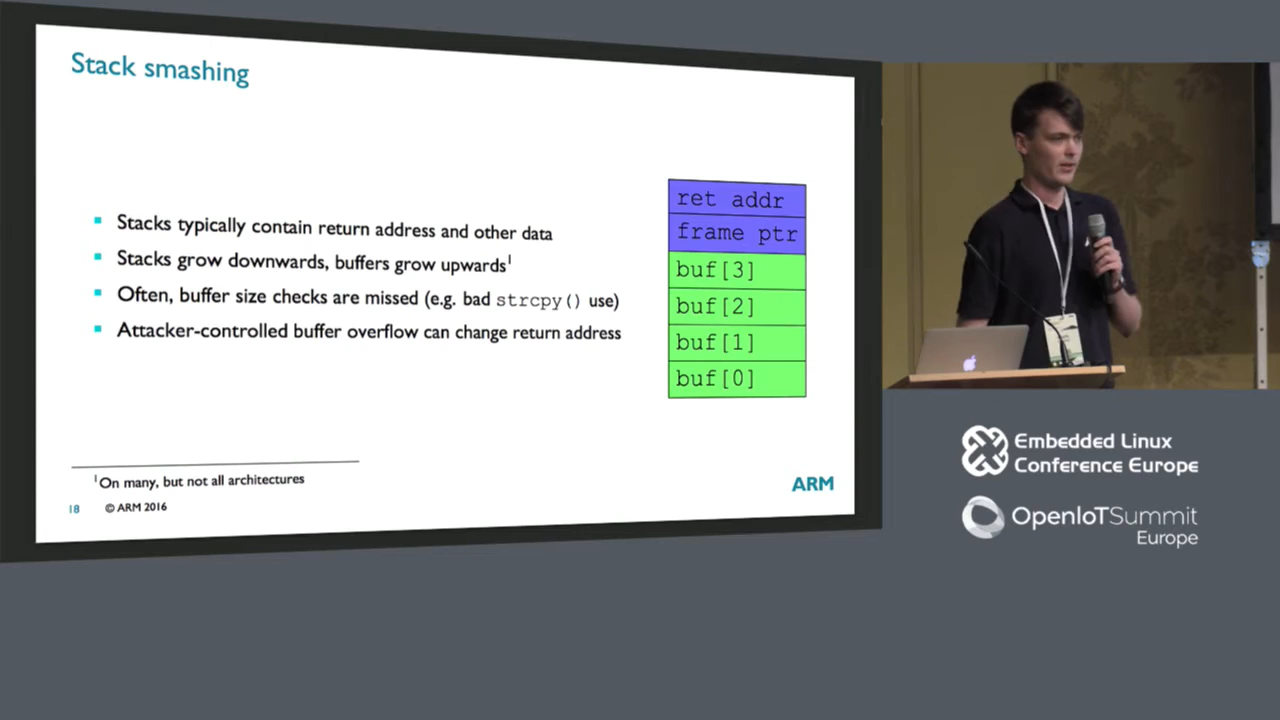 Stack smashing
Stacks typically contain return address and other data
Stacks grow downwards, buffers grow upwards¹
Often, buffer size checks are missed (e.g. bad strcpy() use)
Attacker-controlled buffer overflow can change return address
ret addr
frame ptr
buf[3]
buf[2]
buf[1]
buf[0]
¹On many, but not all architectures
18 © ARM 2016
ARM
Embedded Linux
Conference Europe
OpenIoTSummit
Europe